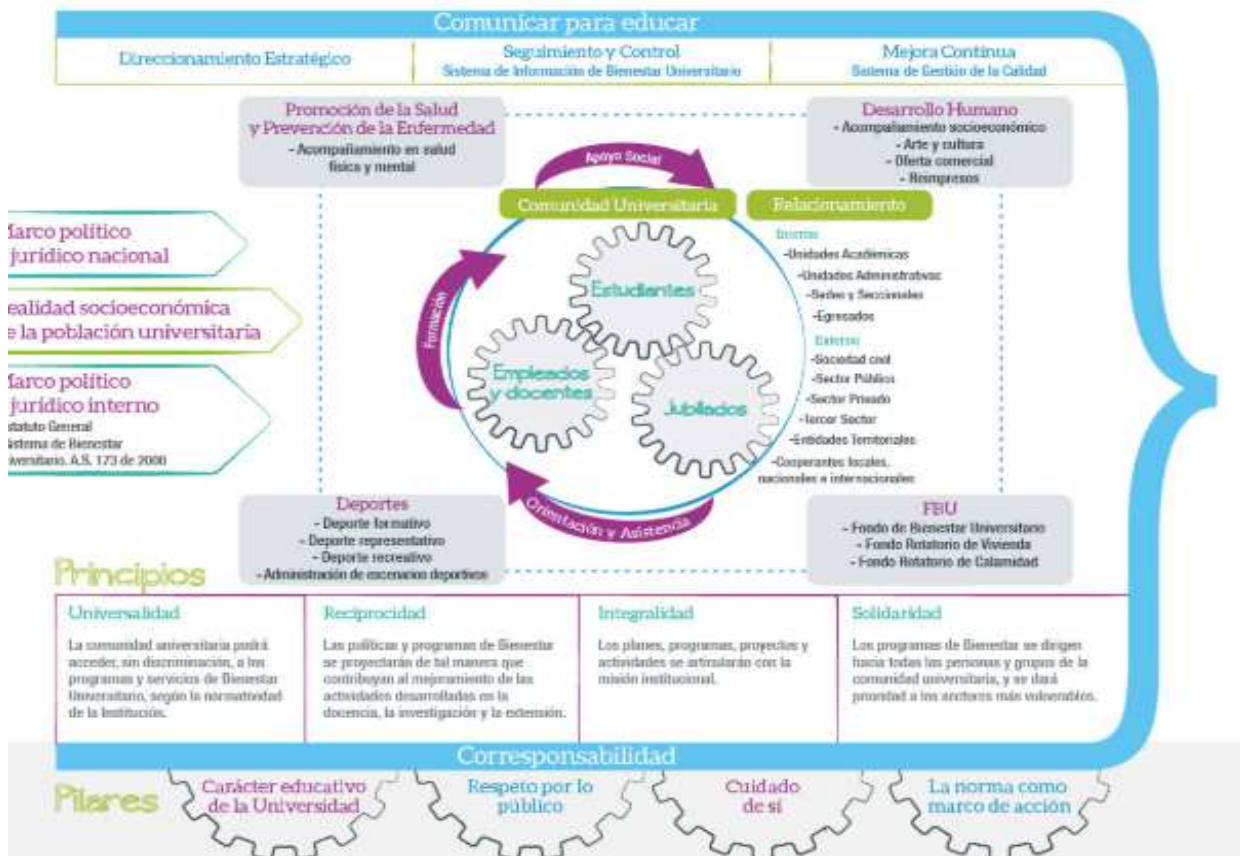 Comunicar para educar
Direccionamiento Estratégico
Seguimiento y Control
Sistema de Información de Bienestar Universitario
Mejora Continua
Sistema de Gestión de la Calidad
Promoción de la Salud
y Prevención de la Enfermedad
- Acompañamiento en salud
física y mental
Desarrollo Humano
- Acompañamiento socioeconómico
- Arte y cultura
- Oferta comercial
- Reimpresos
Apoyo Social
Formación
Orientación y Asistencia
Comunidad Universitaria
Estudiantes
Empleados
y docentes
Jubilados
Relacionamiento
Interno
-Unidades Académicas
-Unidades Administrativas
-Sedes y Seccionales
-Egresados
Externo
-Sociedad civil
-Sector Público
-Sector Privado
-Tercer Sector
-Entidades Territoriales
-Cooperantes locales,
nacionales e internacionales
arco político
jurídico nacional
ealidad socioeconómica
e la población universitaria
arco político
jurídico interno
statuto General
istema de Bienestar
niversitario. A.S. 173 de 2000
Deportes
- Deporte formativo
- Deporte representativo
- Deporte recreativo
- Administración de escenarios deportivos
FBU
- Fondo de Bienestar Universitario
- Fondo Rotatorio de Vivienda
- Fondo Rotatorio de Calamidad
Principios
Universalidad
La comunidad universitaria podrá
acceder, sin discriminación, a los
programas y servicios de Bienestar
Universitario, según la normatividad
de la Institución.
Reciprocidad
Las políticas y programas de Bienestar
se proyectarán de tal manera que
contribuyan al mejoramiento de las
actividades desarrolladas en la
docencia, la investigación y la extensión.
Integralidad
Los planes, programas, proyectos y
actividades se articularán con la
misión institucional.
Solidaridad
Los programas de Bienestar se dirigen
hacia todas las personas y grupos de la
comunidad universitaria, y se dará
prioridad a los sectores más vulnerables.
Corresponsabilidad
Pilares
Carácter educativo
de la Universidad
Respeto por lo
público
Cuidado
de sí
La norma como
marco de acción